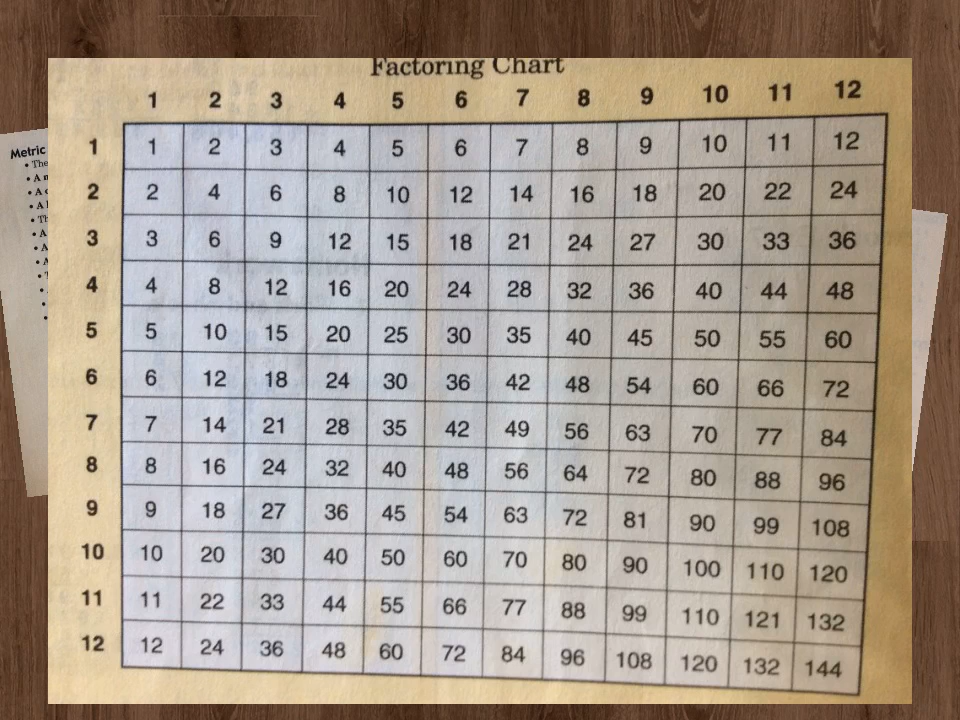 Factoring Chart
1 2 3 4 5 6 7 8 9 10 11 12
1 1 2 3 4 5 6 7 8 9 10 11 12
2 2 4 6 8 10 12 14 16 18 20 22 24
3 3 6 9 12 15 18 21 24 27 30 33 36
4 4 8 12 16 20 24 28 32 36 40 44 48
5 5 10 15 20 25 30 35 40 45 50 55 60
6 6 12 18 24 30 36 42 48 54 60 66 72
7 7 14 21 28 35 42 49 56 63 70 77 84
8 8 16 24 32 40 48 56 64 72 80 88 96
9 9 18 27 36 45 54 63 72 81 90 99 108
10 10 20 30 40 50 60 70 80 90 100 110 120
11 11 22 33 44 55 66 77 88 99 110 121 132
12 12 24 36 48 60 72 84 96 108 120 132 144
Metric
• The
• A
• A
• A
• Th
• A
• A
• A